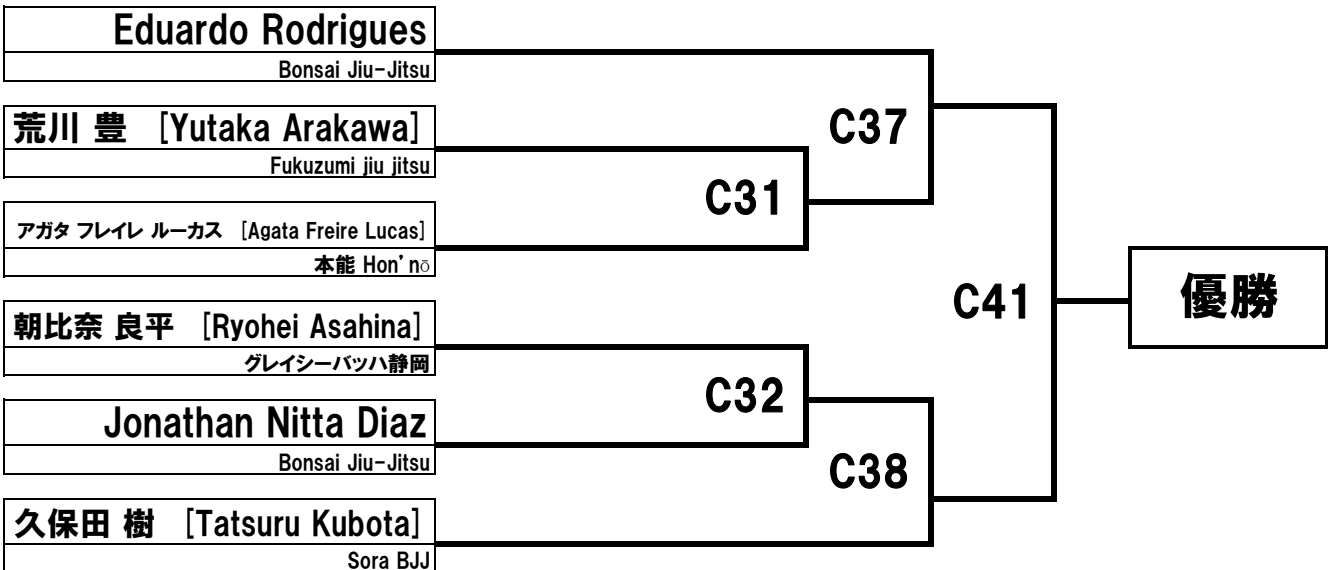 Eduardo Rodrigues
Bonsai Jiu-Jitsu
荒川 豊 [Yutaka Arakawa]
Fukuzumi jiu jitsu
アガタ フレイレ ルーカス [Agata Freire Lucas]
本能 Hon' nō
朝比奈 良平 [Ryohei Asahina]
グレイシーバッハ静岡
Jonathan Nitta Diaz
Bonsai Jiu-Jitsu
久保田 樹 [Tatsuru Kubota]
Sora BJJ
C31
C32
C37
C38
C41
優勝